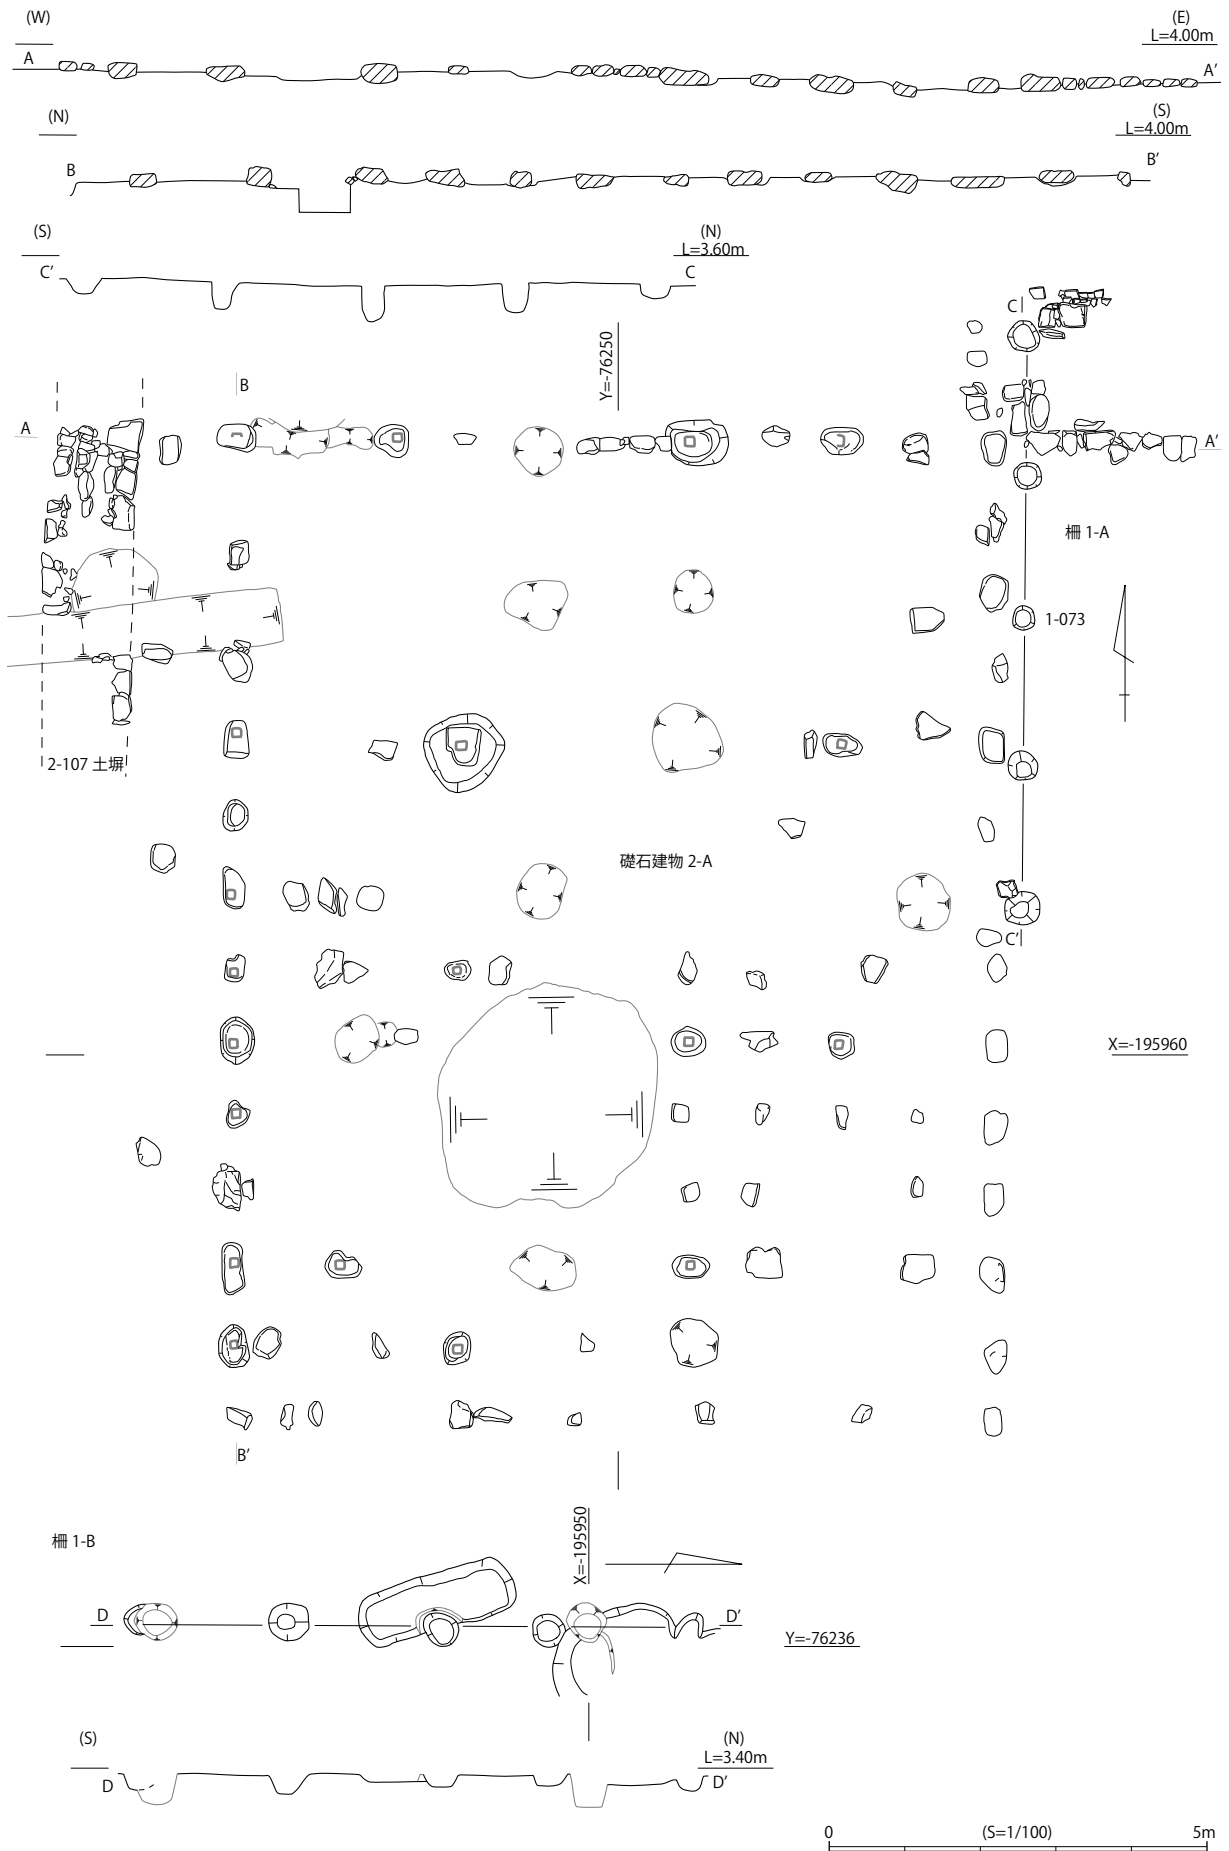 (W)
(E)
L=4.00m
A
A'
(N)
(S)
L=4.00m
B
B'
(S)
(N)
L=3.60m
C'
C
Y=-76250
C
B
A
A'
柵 1-A
1-073
2-107 土塀
礎石建物 2-A
C'
X=-195960
B'
柵 1-B
X=-195950
D
D'
Y=-76236
(S)
(N)
L=3.40m
D
D'
0
(S=1/100)
5m